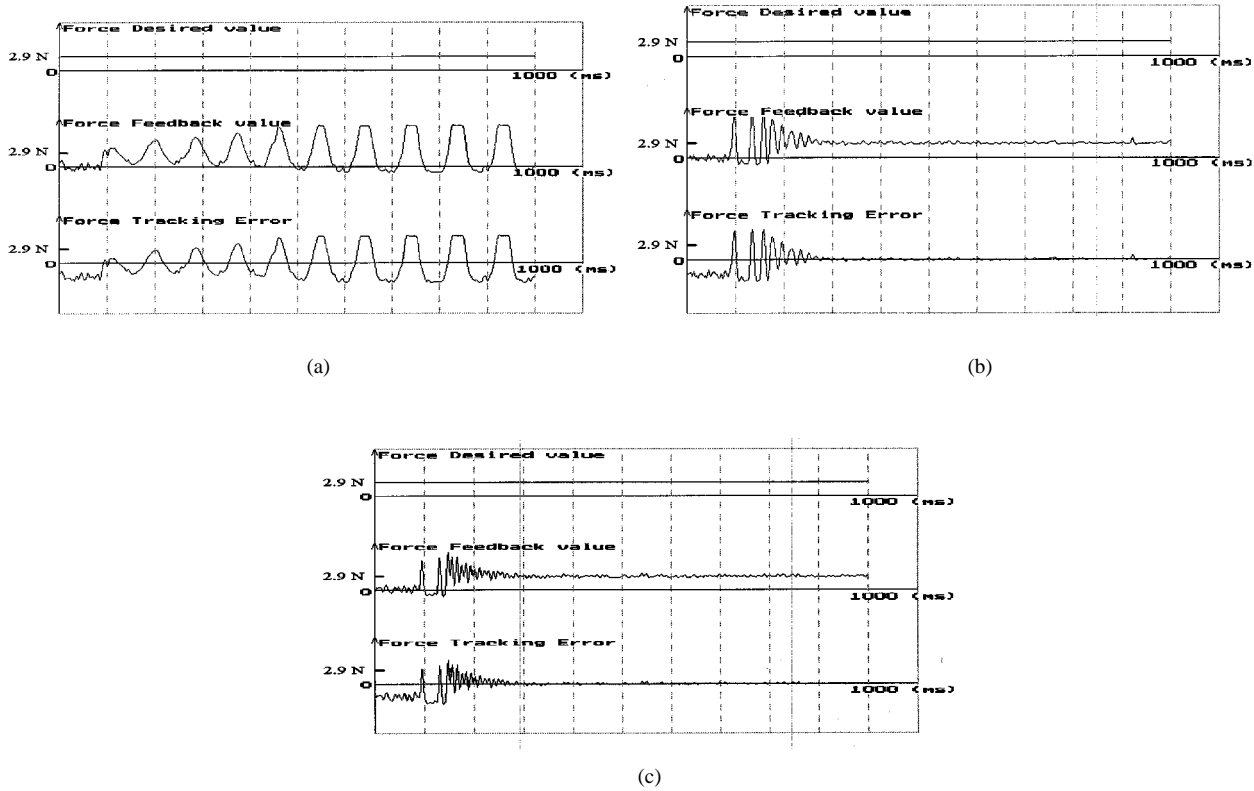 Force Desired value
2.9 N
0
1000 (ms)
Force Feedback value
2.9 N
0
1000 (ms)
Force Tracking Error
2.9 N
0
1000 (ms)
(a)
Force Desired value
2.9 N
0
1000 (ms)
Force Feedback value
2.9 N
0
1000 (ms)
Force Tracking Error
2.9 N
0
1000 (ms)
(b)
Force Desired value
2.9 N
0
1000 (ms)
Force Feedback value
2.9 N
0
1000 (ms)
Force Tracking Error
2.9 N
0
1000 (ms)
(c)